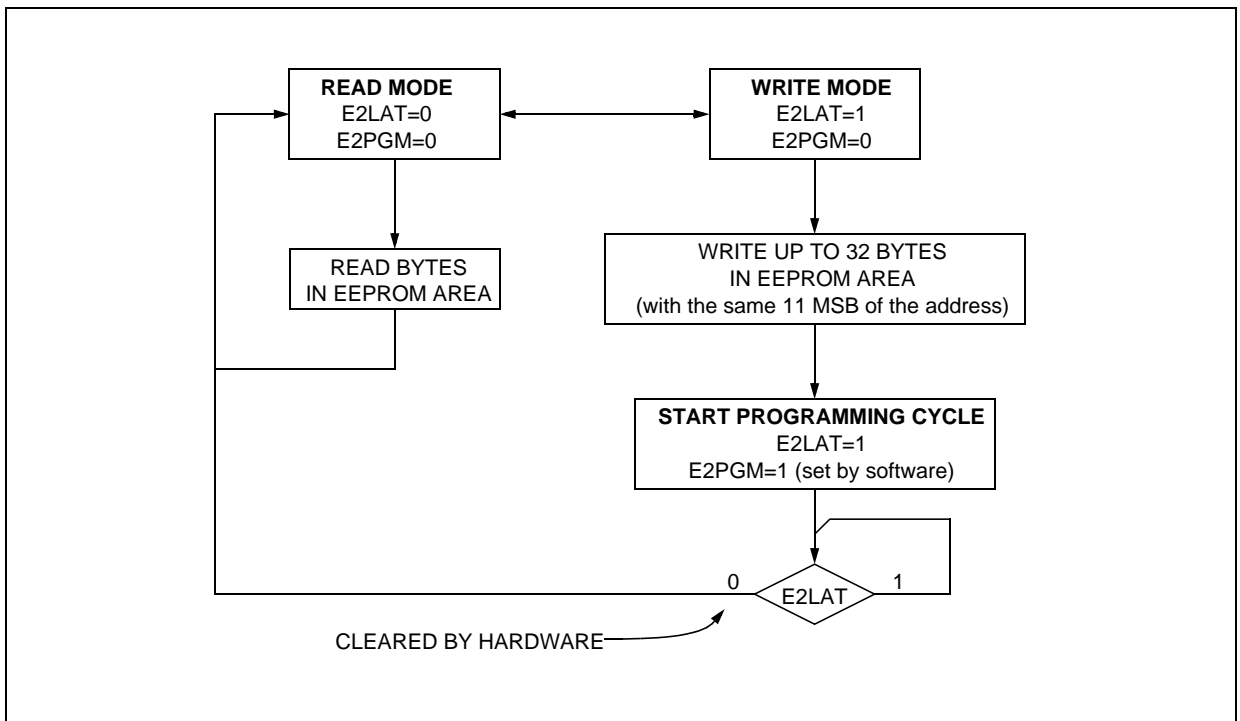 READ MODE
E2LAT=0
E2PGM=0
WRITE MODE
E2LAT=1
E2PGM=0
READ BYTES
IN EEPROM AREA
WRITE UP TO 32 BYTES
IN EEPROM AREA
(with the same 11 MSB of the address)
START PROGRAMMING CYCLE
E2LAT=1
E2PGM=1 (set by software)
0
E2LAT
1
CLEARED BY HARDWARE